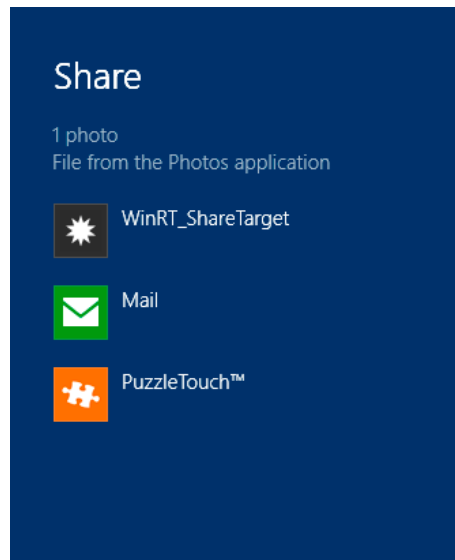 Share
1 photo
File from the Photos application
WinRT_ShareTarget
Mail
PuzzleTouch™